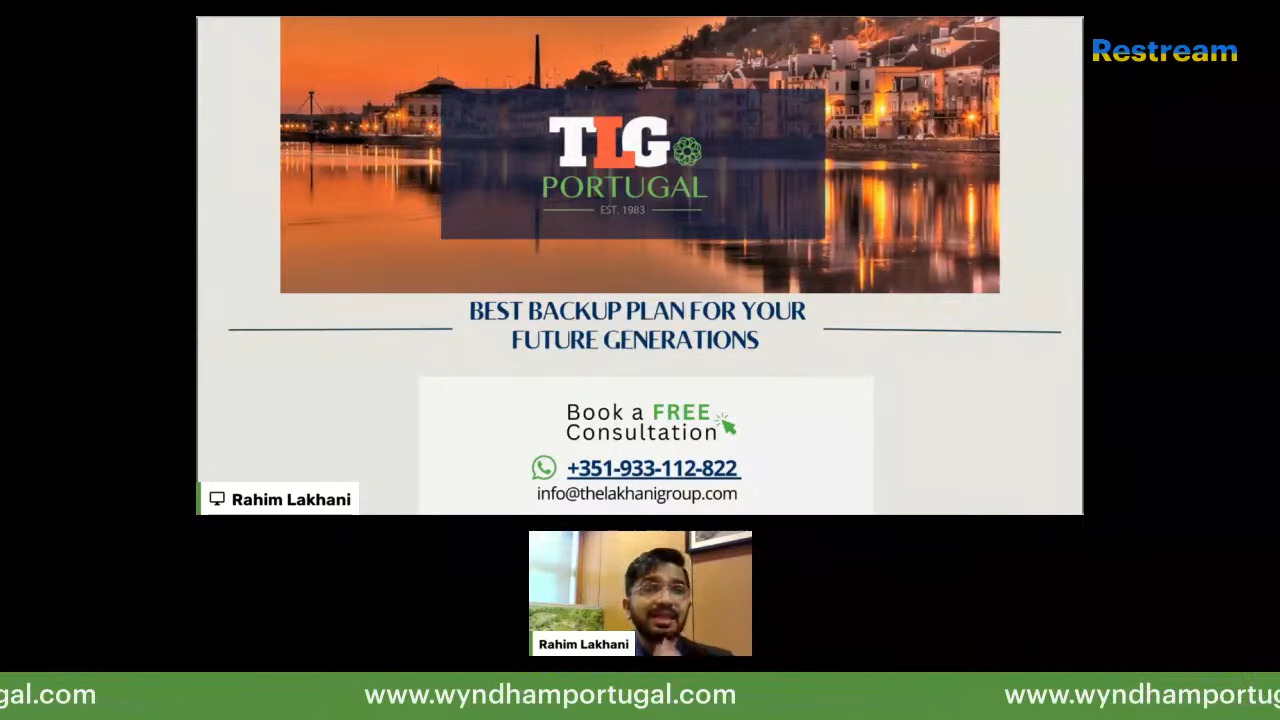 Restream
TLG
PORTUGAL
EST. 1983
BEST BACKUP PLAN FOR YOUR
FUTURE GENERATIONS
Book a FREE
Consultation
+351-933-112-822
info@thelakhanigroup.com
Rahim Lakhani
Rahim Lakhani
gal.com www.wyndhamportugal.com www.wyndhamportug